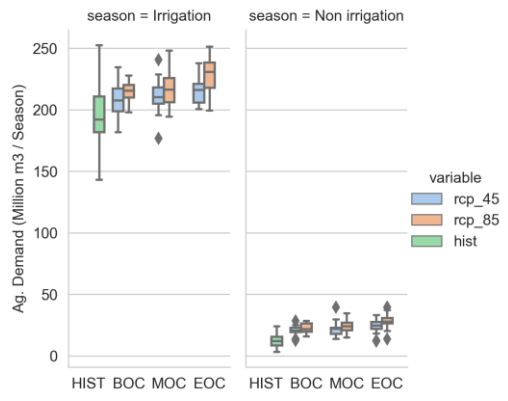 season = Irrigation
season = Non irrigation
Ag. Demand (Million m3 / Season)
250
200
150
100
50
0
HIST BOC MOC EOC
HIST BOC MOC EOC
variable
rcp_45
rcp_85
hist